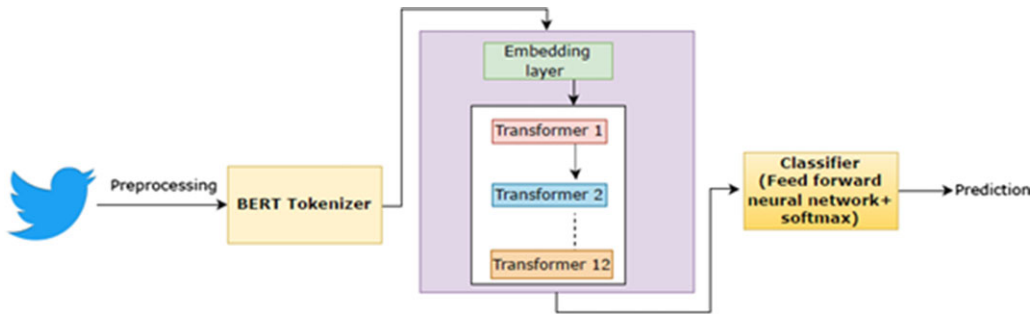 Preprocessing
BERT Tokenizer
Embedding
layer
Transformer 1
Transformer 2
Transformer 12
Classifier
(Feed forward
neural network+
softmax)
Prediction